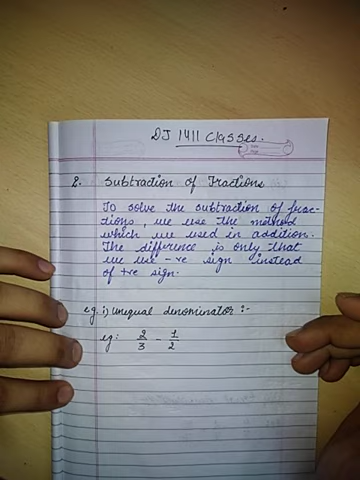 DJ 1411 Classes.
2. Subtraction of Fractions
To solve the subtraction of frac-
tions, we use the method
which we used in addition.
The difference is only that
we use -ve sign instead
of +ve sign.
eg. i) Unequal denominator :-
eg: 2/3 - 1/2